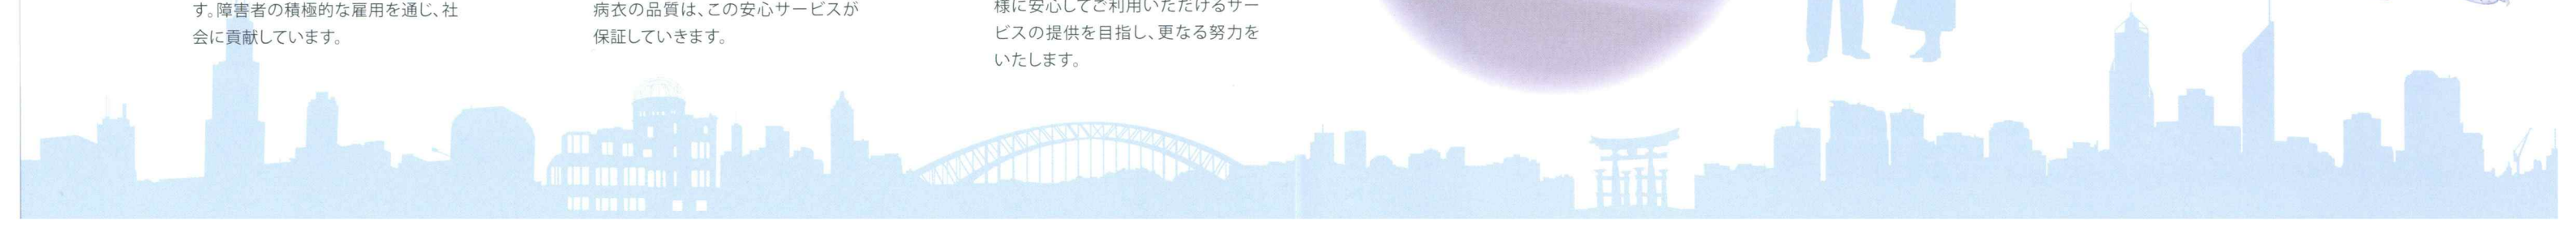 す。障害者の積極的な雇用を通じ、社
会に貢献しています。
病衣の品質は、この安心サービスが
保証していきます。
様に安心してご利用いただけるサー
ビスの提供を目指し、更なる努力を
いたします。